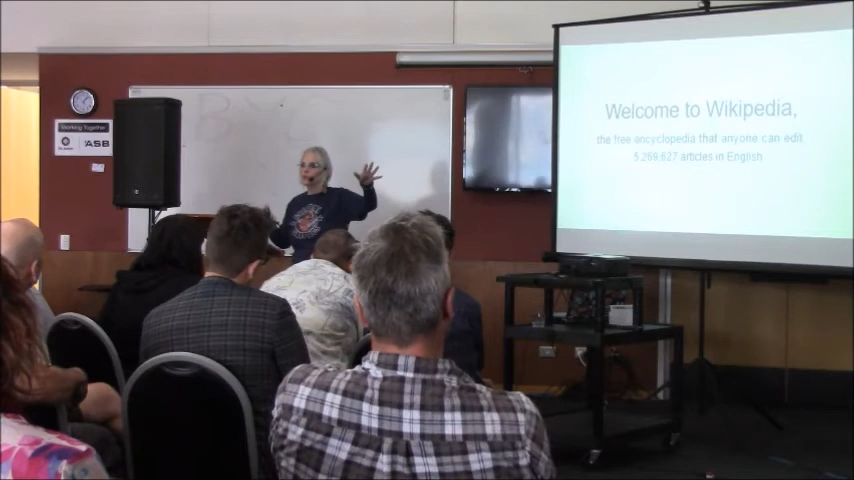 Welcome to Wikipedia,
the free encyclopedia that anyone can edit
5,269,627 articles in English
Working Together
ASB